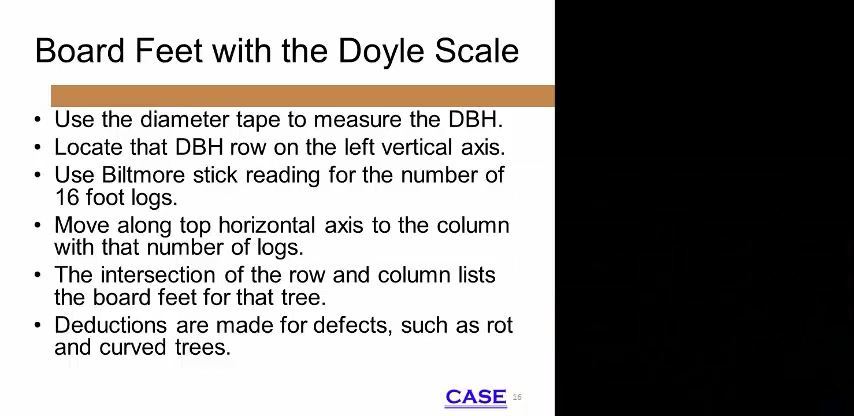 Board Feet with the Doyle Scale
• Use the diameter tape to measure the DBH.
• Locate that DBH row on the left vertical axis.
• Use Biltmore stick reading for the number of
16 foot logs.
• Move along top horizontal axis to the column
with that number of logs.
• The intersection of the row and column lists
the board feet for that tree.
• Deductions are made for defects, such as rot
and curved trees.
CASE 16